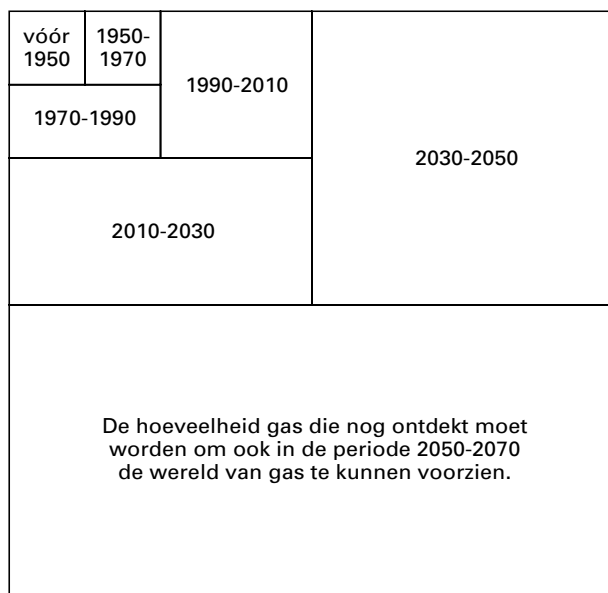 vóór
1950
1950-
1970
1990-2010
1970-1990
2030-2050
2010-2030
De hoeveelheid gas die nog ontdekt moet
worden om ook in de periode 2050-2070
de wereld van gas te kunnen voorzien.